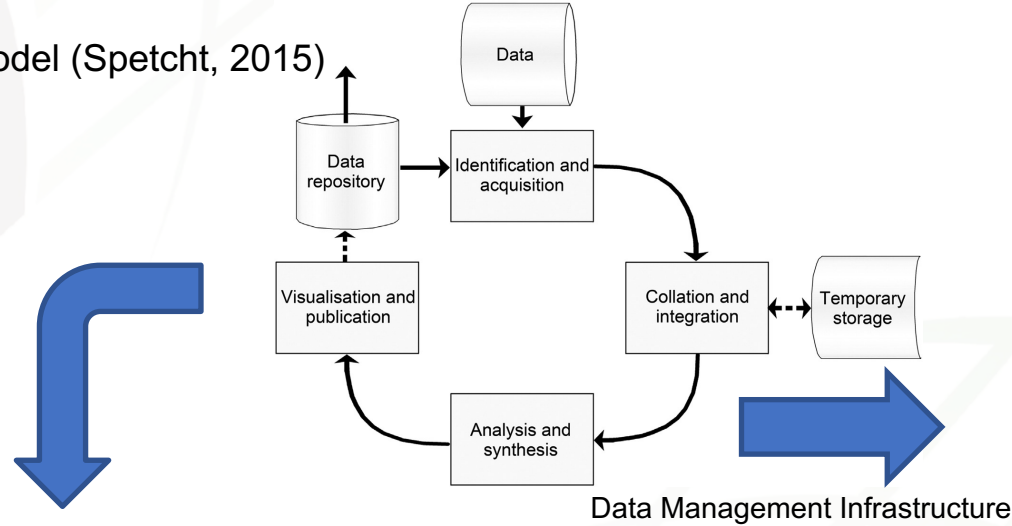 odel (Spetcht, 2015)
Data
Data
repository
Identification and
acquisition
Visualisation and
publication
Collation and
integration
Temporary
storage
Analysis and
synthesis
Data Management Infrastructure